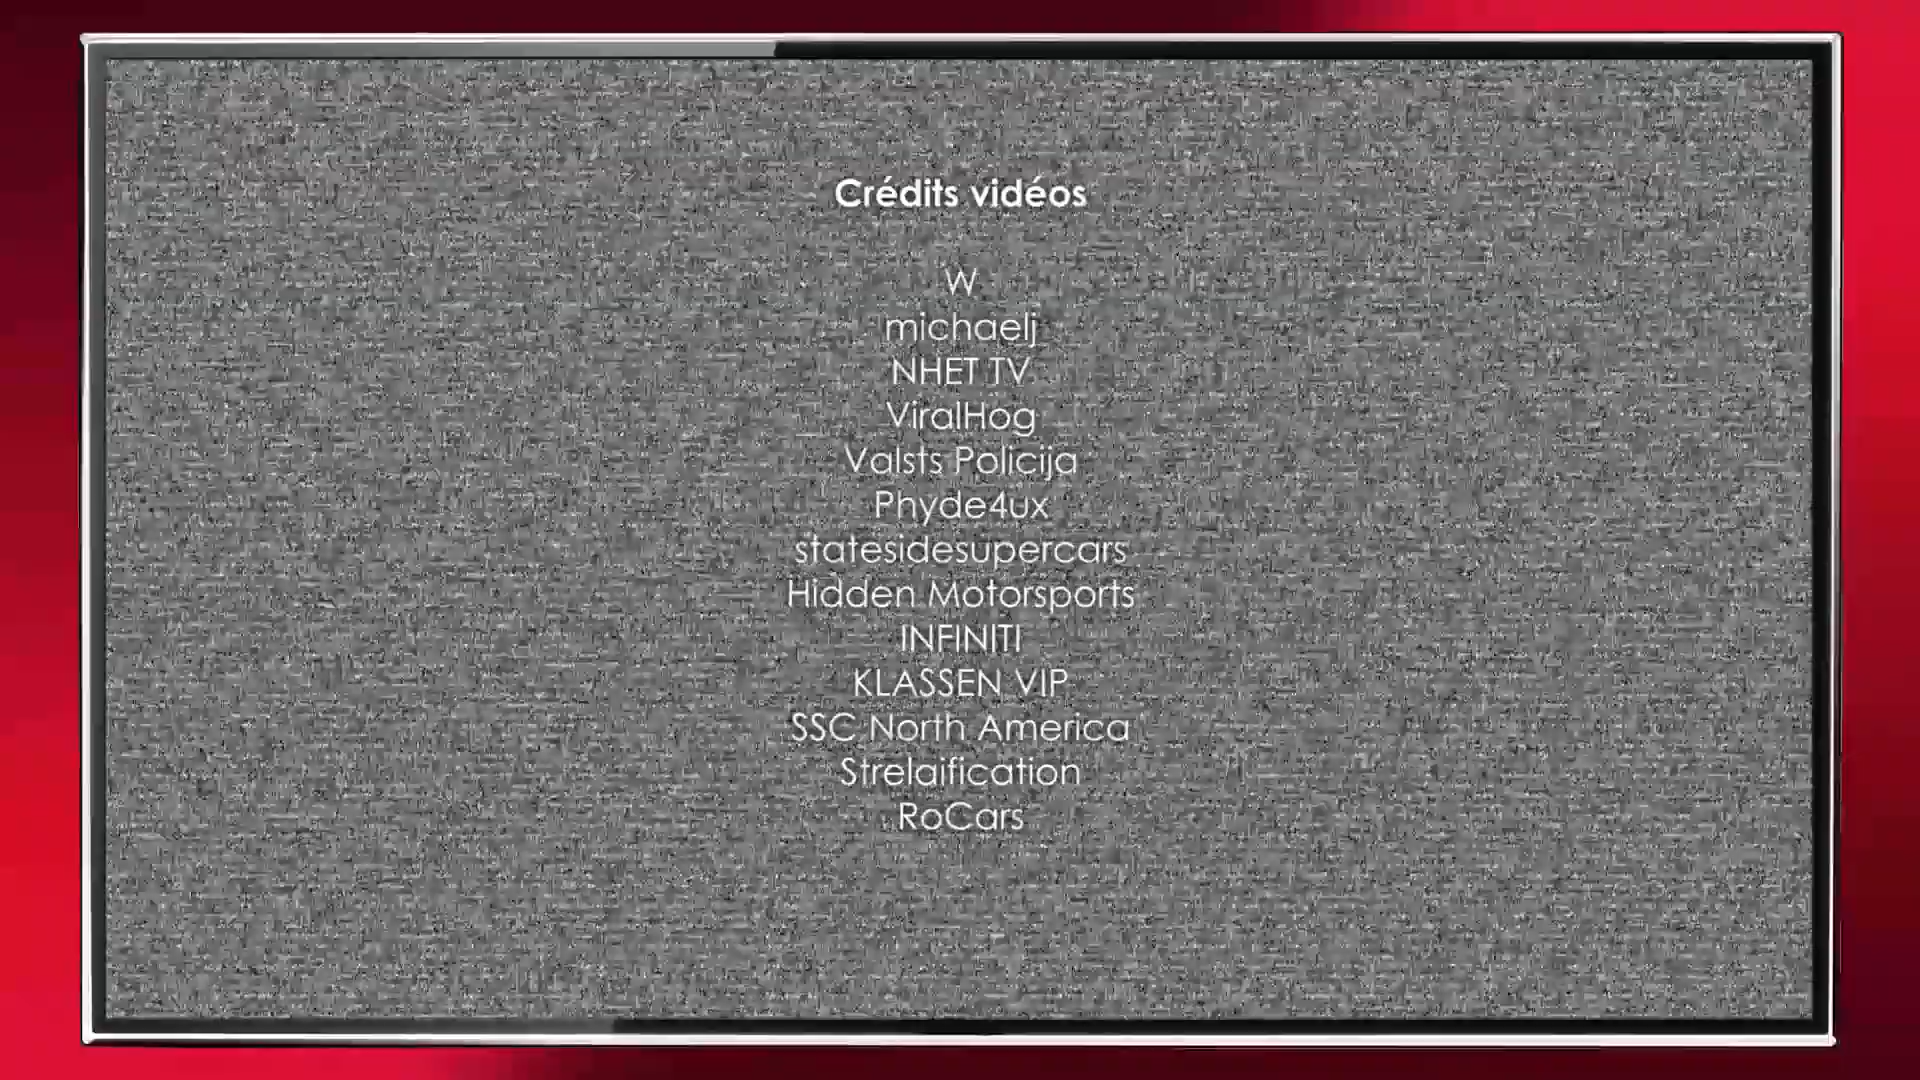 Crédits vidéos
W
michaelj
NHET TV
ViralHog
Valsts Policija
Phyde4ux
statesidesupercars
Hidden Motorsports
INFINITI
KLASSEN VIP
SSC North America
Strelaification
RoCars